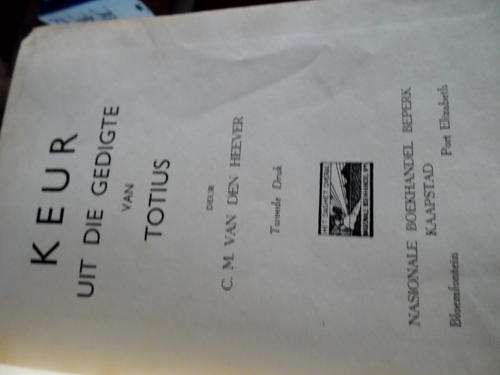 KEUR
UIT DIE GEDIGTE
VAN
TOTIUS
DEUR
C. M. VAN DEN HEEVER
Tweede Druk
NASIONALE BOEKHANDEL BEPERK
KAAPSTAD
Bloemfontein Port Elizabeth